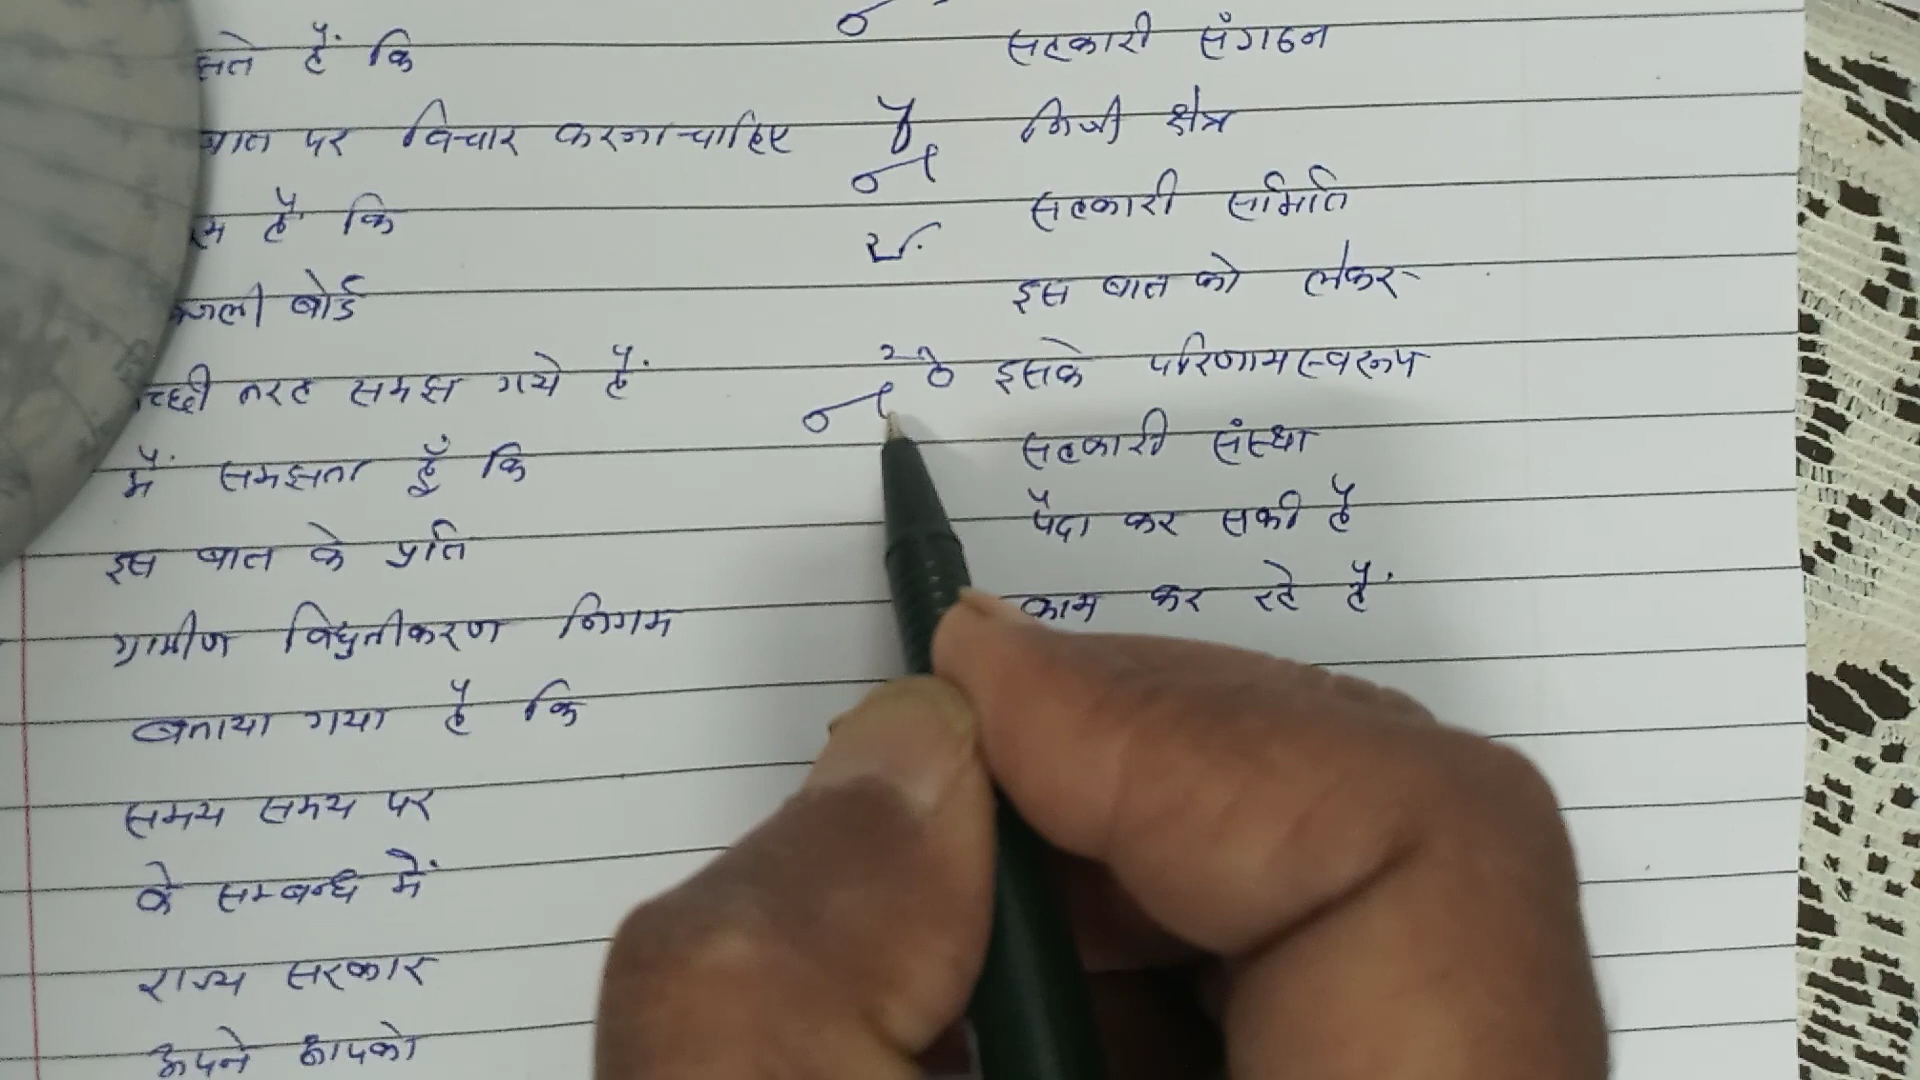 हैं कि
पर विचार करना चाहिए
है कि
बोर्ड
तरह समझ गये हैं
मैं समझता हूँ कि
इस बात के प्रति
ग्रामीण विधुतीकरण निगम
बताया गया है कि
समय समय पर
के सम्बन्ध में
राज्य सरकार
अपने आपको
सहकारी सँगठन
निजी क्षेत्र
सहकारी समिति
इस बात को लेकर
इसके परिणामस्वरूप
सहकारी संस्था
पैदा कर सकी है
काम कर रहे हैं